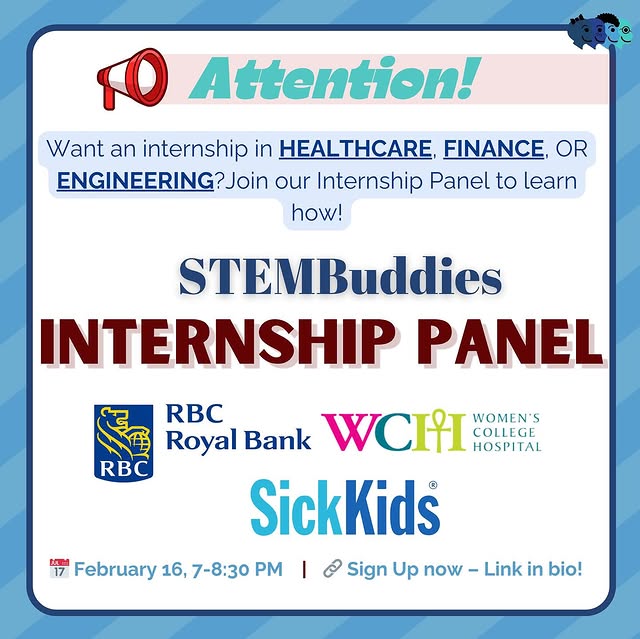 Attention!
Want an internship in HEALTHCARE, FINANCE, OR
ENGINEERING?Join our Internship Panel to learn
how!
STEMBuddies
INTERNSHIP PANEL
RBC
Royal Bank
RBC
WCH
WOMEN'S
COLLEGE
HOSPITAL
SickKids®
JUL
17
February 16, 7-8:30 PM | Sign Up now – Link in bio!